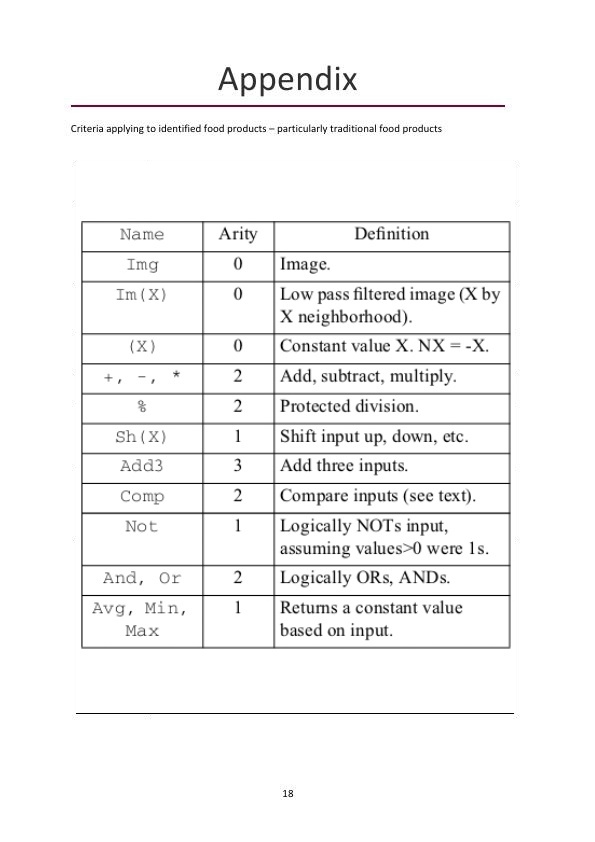 Appendix
Criteria applying to identified food products – particularly traditional food products
Name Arity Definition
Img 0 Image.
Im(X) 0 Low pass filtered image (X by
X neighborhood).
(X) 0 Constant value X. NX = -X.
+, -, * 2 Add, subtract, multiply.
% 2 Protected division.
Sh(X) 1 Shift input up, down, etc.
Add3 3 Add three inputs.
Comp 2 Compare inputs (see text).
Not 1 Logically NOTs input,
assuming values>0 were 1s.
And, Or 2 Logically ORs, ANDs.
Avg, Min, 1 Returns a constant value
Max based on input.
18